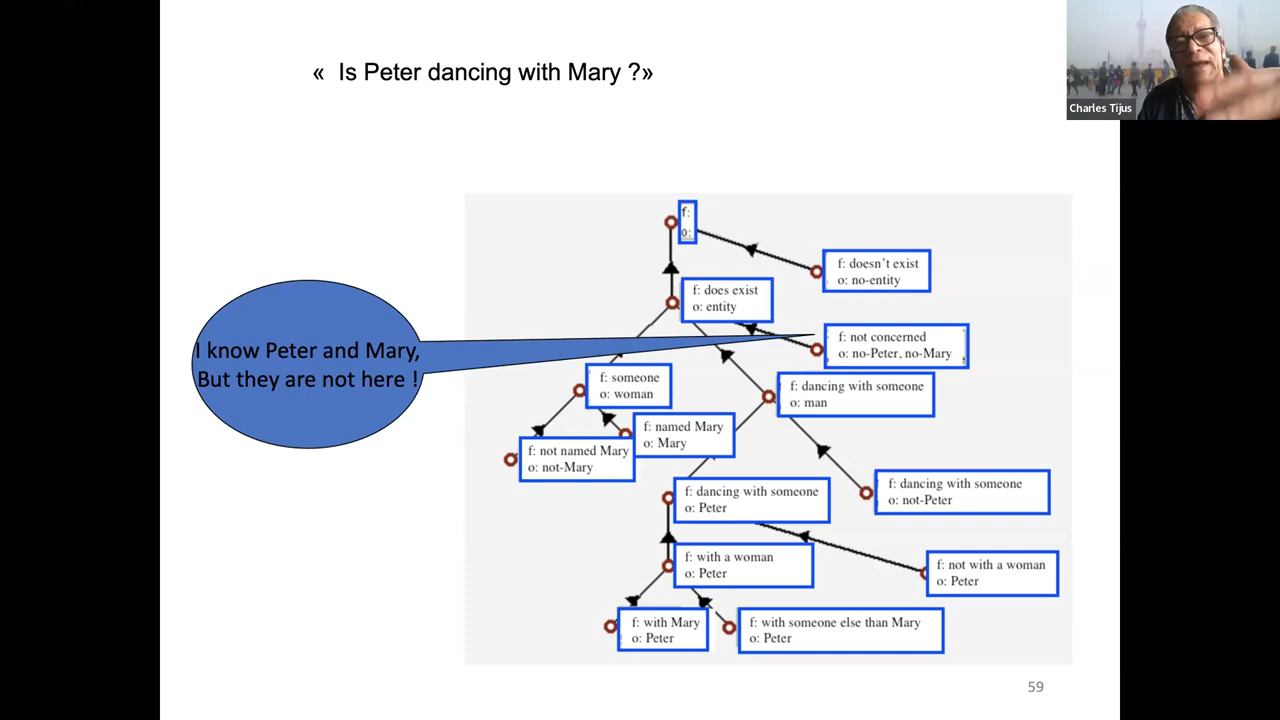 «  Is Peter dancing with Mary ?»
Charles Tijus
f:
o:
f: doesn't exist
o: no-entity
f: does exist
o: entity
f: not concerned
o: no-Peter, no-Mary
I know Peter and Mary,
But they are not here !
f: someone
o: woman
f: dancing with someone
o: man
f: named Mary
o: Mary
f: not named Mary
o: not-Mary
f: dancing with someone
o: Peter
f: dancing with someone
o: not-Peter
f: with a woman
o: Peter
f: not with a woman
o: Peter
f: with Mary
o: Peter
f: with someone else than Mary
o: Peter
59